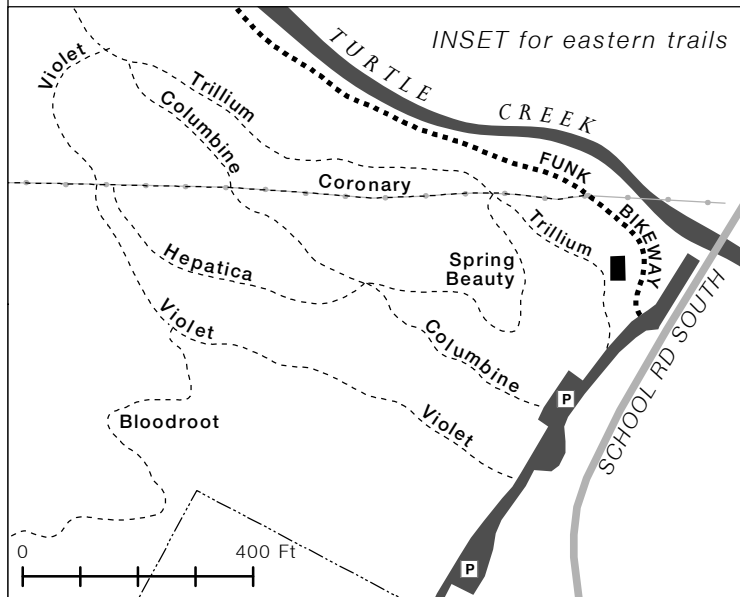 INSET for eastern trails
TURTLE CREEK
Violet
Trillium
Columbine
FUNK BIKEWAY
Coronary
Trillium
Hepatica
Spring
Beauty
Violet
Columbine
Violet
Bloodroot
P
SCHOOL RD SOUTH
0 400 Ft
P